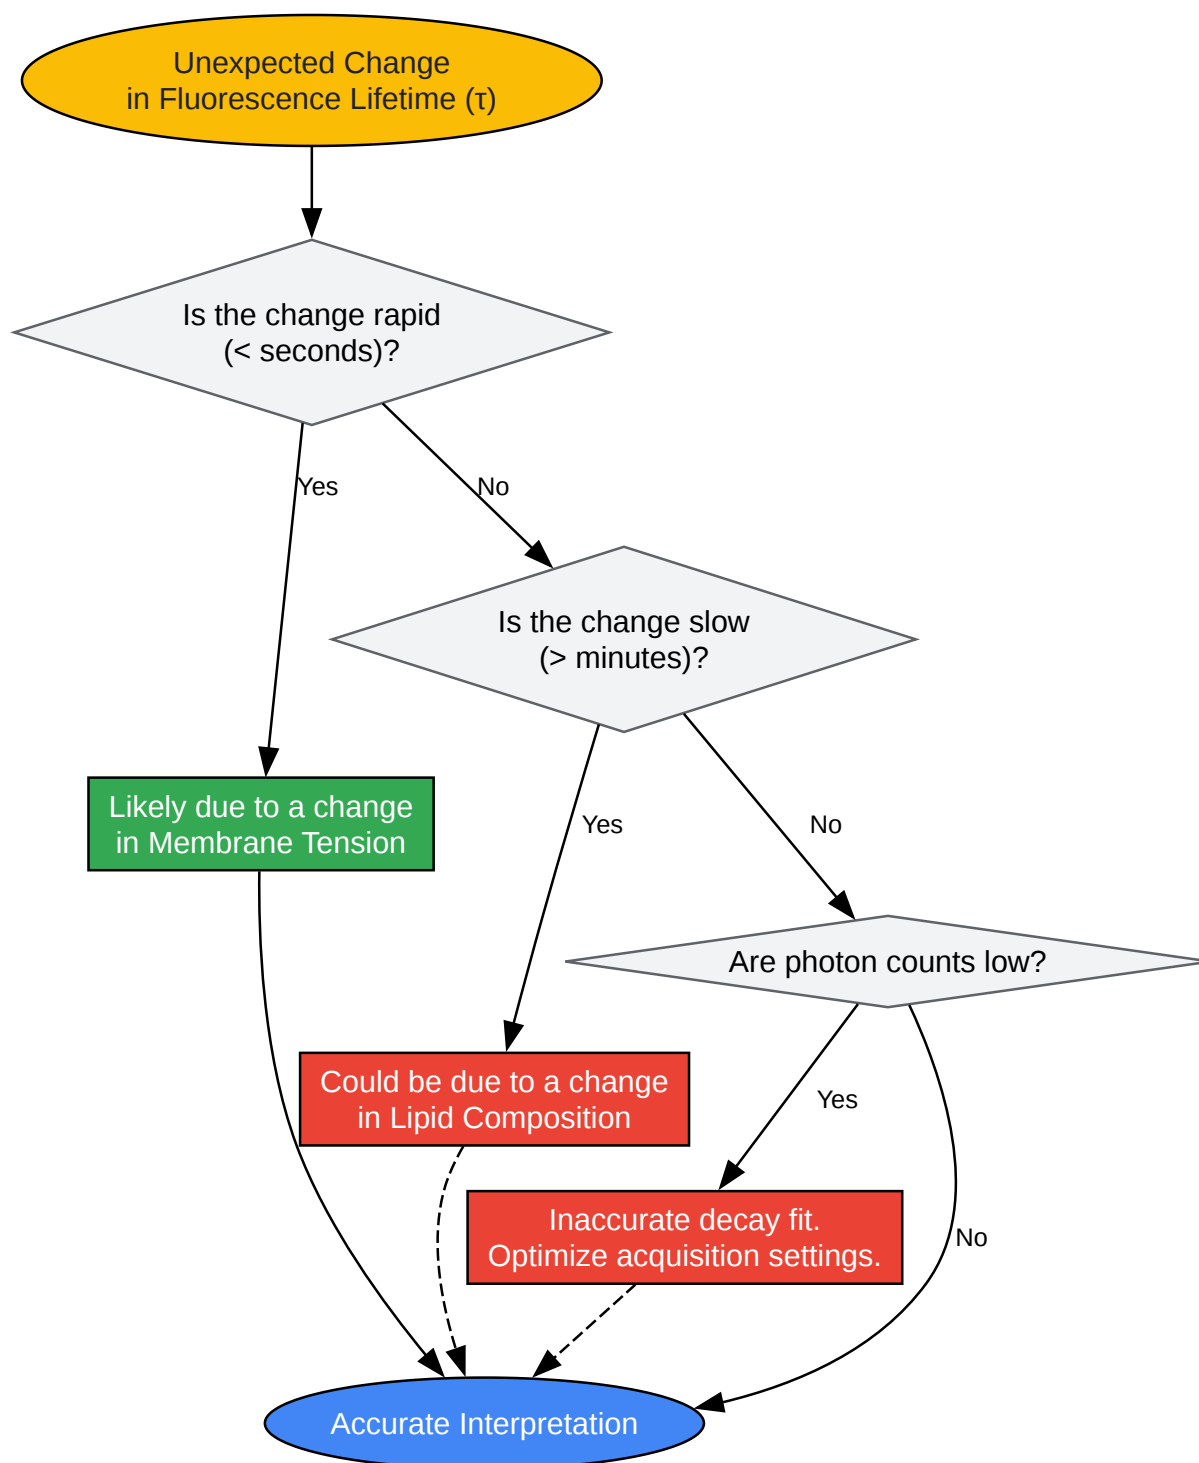 Unexpected Change
in Fluorescence Lifetime (τ)
Is the change rapid
(< seconds)?
Yes
No
Is the change slow
(> minutes)?
Likely due to a change
in Membrane Tension
Yes
No
Are photon counts low?
Could be due to a change
in Lipid Composition
Yes
Inaccurate decay fit.
Optimize acquisition settings.
No
Accurate Interpretation